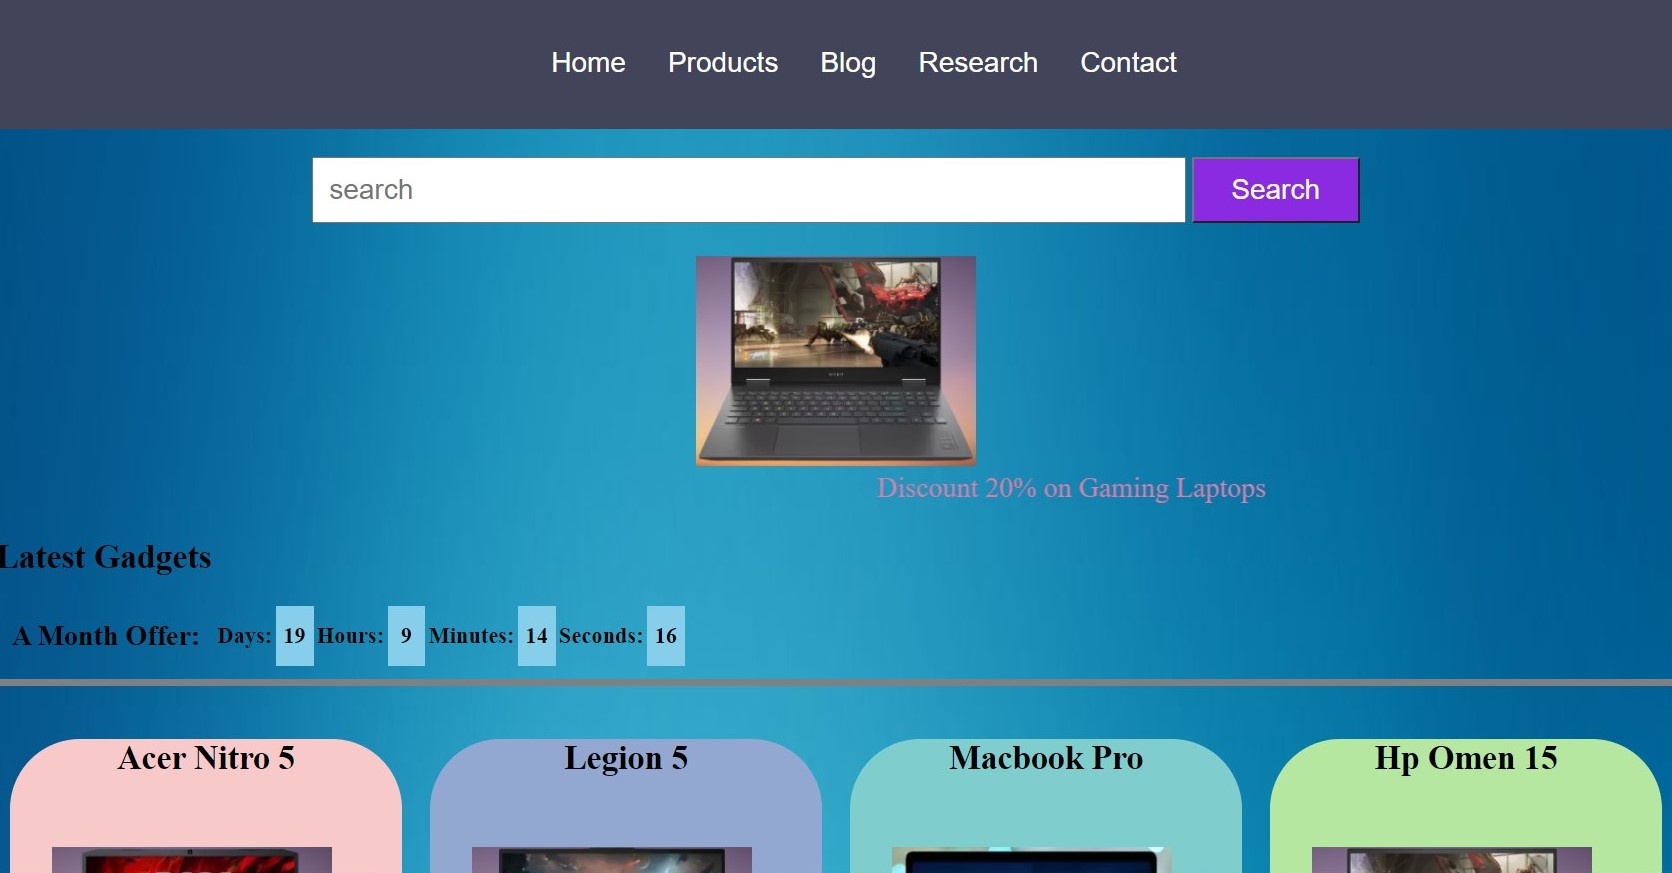 Home Products Blog Research Contact
search Search
Discount 20% on Gaming Laptops
Latest Gadgets
A Month Offer: Days: 19 Hours: 9 Minutes: 14 Seconds: 16
Acer Nitro 5 Legion 5 Macbook Pro Hp Omen 15